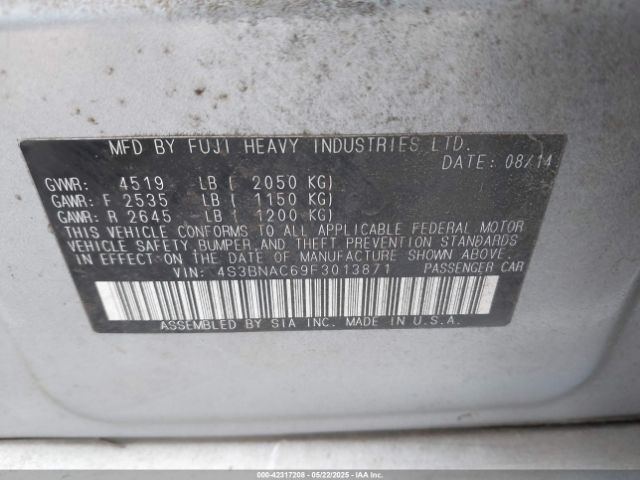 MFD BY FUJI HEAVY INDUSTRIES LTD.
DATE: 08/14
GVWR: 4519 LB ( 2050 KG)
GAWR: F 2535 LB ( 1150 KG)
GAWR: R 2645 LB ( 1200 KG)
THIS VEHICLE CONFORMS TO ALL APPLICABLE FEDERAL MOTOR
VEHICLE SAFETY, BUMPER, AND THEFT PREVENTION STANDARDS
IN EFFECT ON THE DATE OF MANUFACTURE SHOWN ABOVE.
VIN: 4S3BNAC69F3013871 PASSENGER CAR
ASSEMBLED BY SIA INC. MADE IN U.S.A.
000-42317208 - 05/22/2025 - IAAI.COM